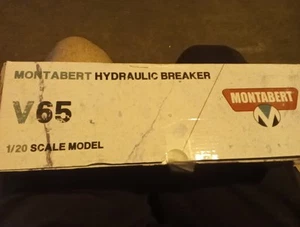 MONTABERT HYDRAULIC BREAKER
V65
MONTABERT
M
1/20 SCALE MODEL